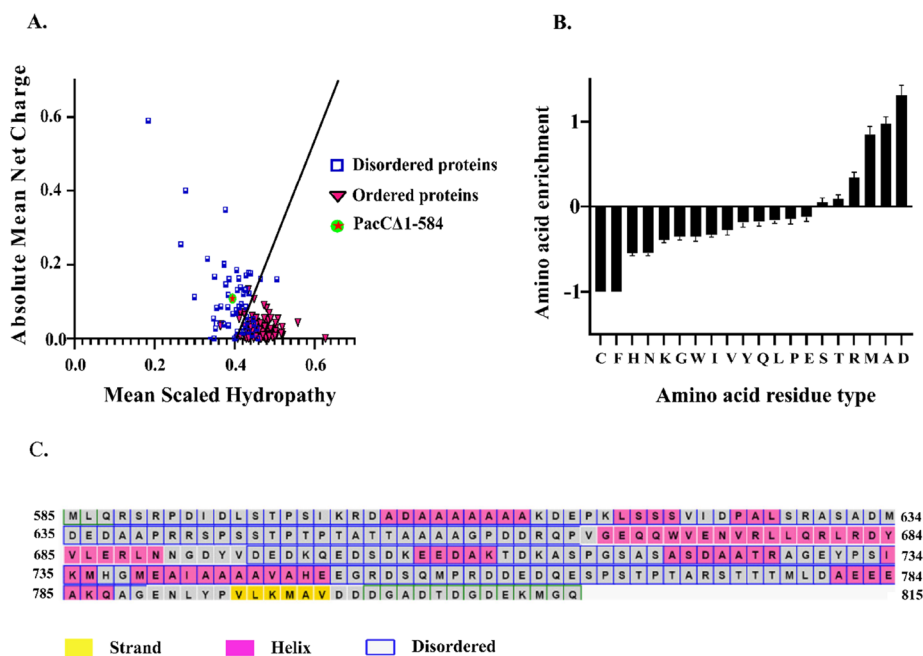 A.
B.
Absolute Mean Net Charge
0.6
0.4
0.2
0.0
0.0 0.2 0.4 0.6
Mean Scaled Hydropathy
Disordered proteins
Ordered proteins
PacCΔ1-584
Amino acid enrichment
1
0
−1
C F H N K G W I V Y Q L P E S T R M A D
Amino acid residue type
C.
585 M L Q R S R P D I D L S T P S I K R D A D A A A A A A A K D E P K L S S S V I D P A L S R A S A D M 634
635 D E D A A P R R S P S S T P T P T A T T A A A A G P D D R Q P V G E Q Q W V E N V R L L Q R L R D Y 684
685 V L E R L N N G D Y V D E D K Q E D S D K E E D A K T D K A S P G S A S A S D A A T R A G E Y P S I 734
735 K M H G M E A I A A A A V A H E E G R D S Q M P R D D E D Q E S P S T P T A R S T T T M L D A E E E 784
785 A K Q A G E N L Y P V L K M A V D D D G A D T D G D E K M G Q 815
Strand Helix Disordered